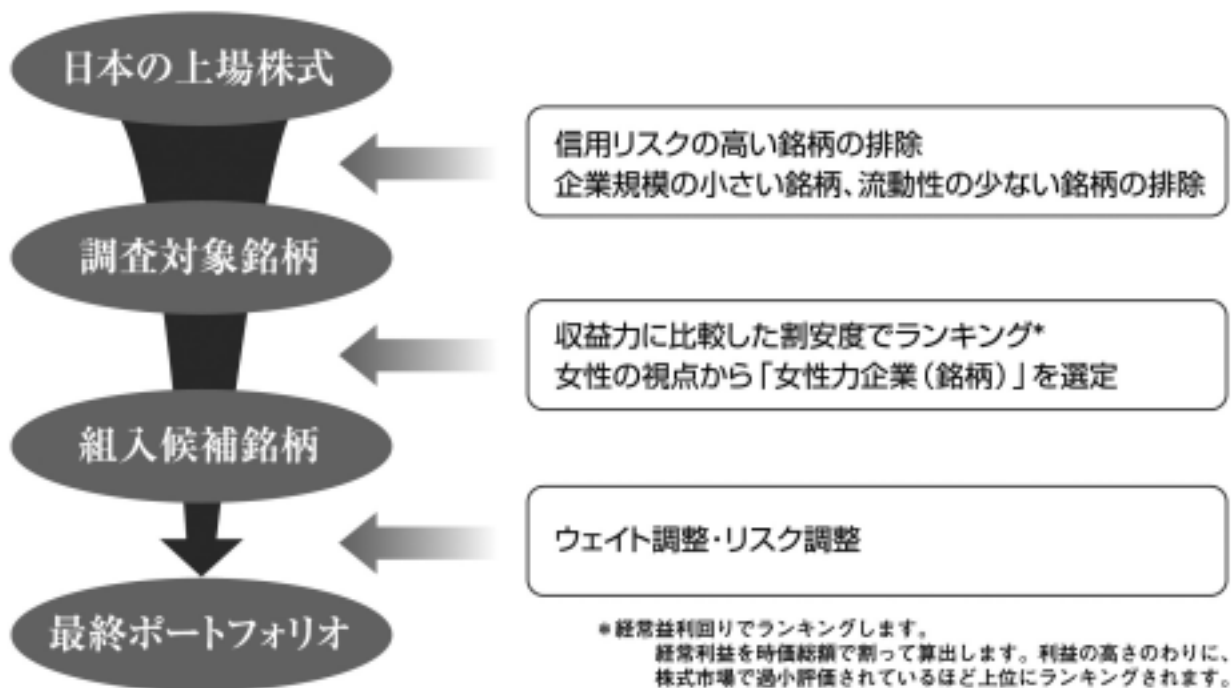 日本の上場株式
信用リスクの高い銘柄の排除
企業規模の小さい銘柄、流動性の少ない銘柄の排除
調査対象銘柄
収益力に比較した割安度でランキング*
女性の視点から「女性力企業(銘柄)」を選定
組入候補銘柄
ウェイト調整・リスク調整
最終ポートフォリオ
*経常益利回りでランキングします。
経常利益を時価総額で割って算出します。利益の高さのわりに、
株式市場で過小評価されているほど上位にランキングされます。